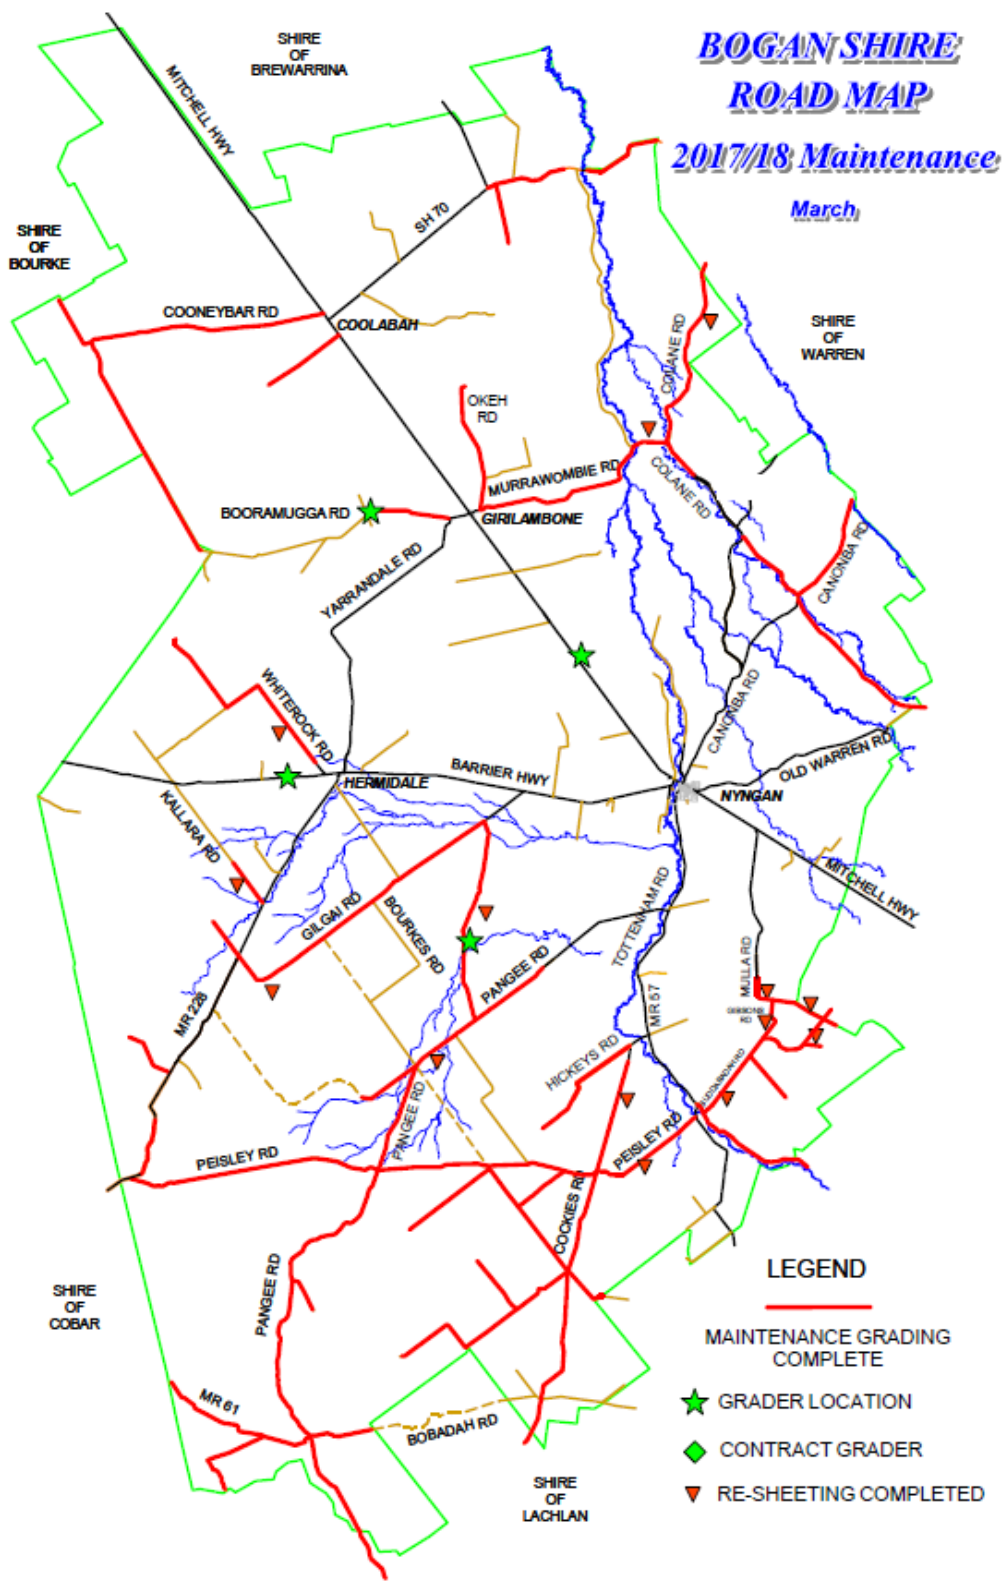 BOGAN SHIRE
ROAD MAP
2017/18 Maintenance
March
SHIRE
OF
BREWARRINA
MITCHELL HWY
SH 70
SHIRE
OF
BOURKE
COONEYBAR RD
COOLABAH
COLANE RD
SHIRE
OF
WARREN
OKEH
RD
MURRAWOMBIE RD
COLANE RD
BOORAMUGGA RD
GIRILAMBONE
CANONBA RD
YARRANDALE RD
WHITEROCK RD
CANONBA RD
OLD WARREN RD
BARRIER HWY
HERMIDALE
NYNGAN
KALLARA RD
MITCHELL HWY
GILGAI RD
BOURKES RD
TOTTENHAM RD
PANGEE RD
MULLA RD
MR 228
MR 57
GIBBONS
RD
HICKEYS RD
PANGEE RD
PEISLEY RD
PEISLEY RD
COCKIES RD
PANGEE RD
SHIRE
OF
COBAR
MR 61
BOBADAH RD
SHIRE
OF
LACHLAN
LEGEND
MAINTENANCE GRADING
COMPLETE
GRADER LOCATION
CONTRACT GRADER
RE-SHEETING COMPLETED